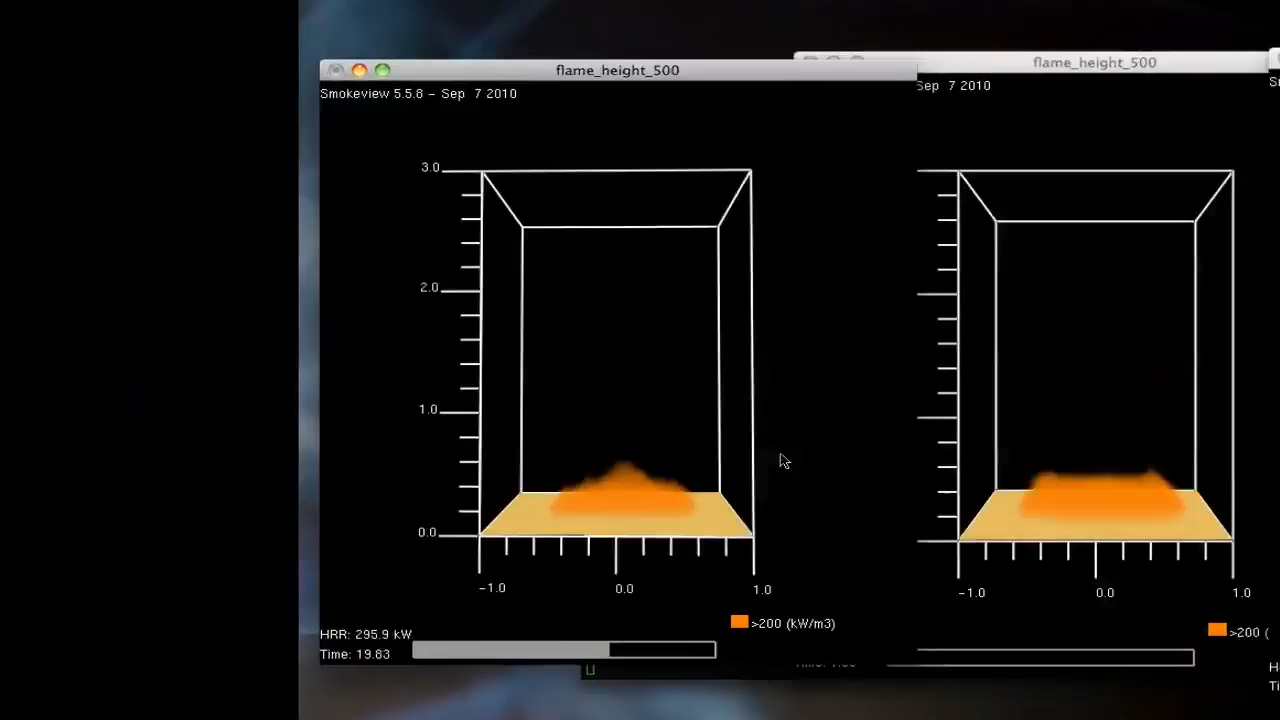 flame_height_500
Smokeview 5.5.8 - Sep 7 2010
3.0
2.0
1.0
0.0
-1.0 0.0 1.0
>200 (kW/m3)
HRR: 295.9 kW
Time: 19.83
flame_height_500
Sep 7 2010
-1.0 0.0 1.0
>200 (